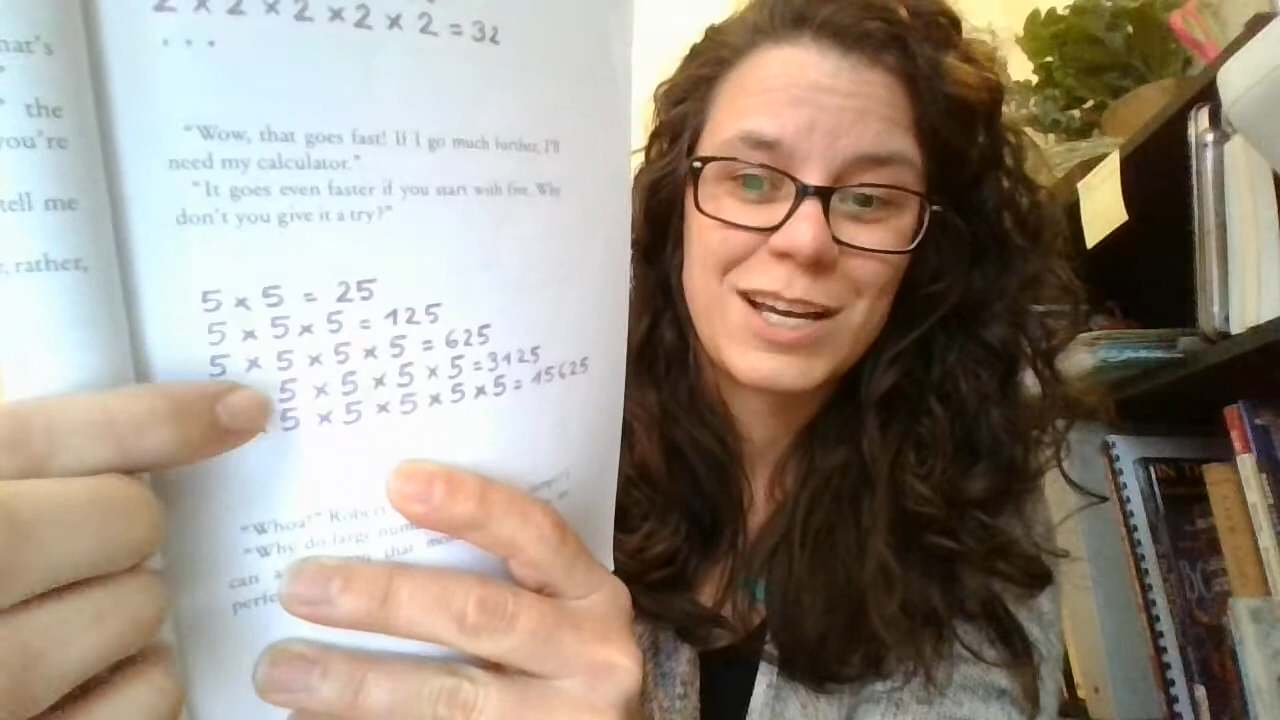 hat's
the
you're
tell me
rather,
2 × 2 × 2 × 2 × 2 = 32
. . .
"Wow, that goes fast! If I go much further, I'll
need my calculator."
"It goes even faster if you start with five. Why
don't you give it a try?"
5 × 5 = 25
5 × 5 × 5 = 125
5 × 5 × 5 × 5 = 625
5 × 5 × 5 × 5 = 3125
5 × 5 × 5 × 5 × 5 = 15625
"Whoa!" Robert
"Why do large num
that
can